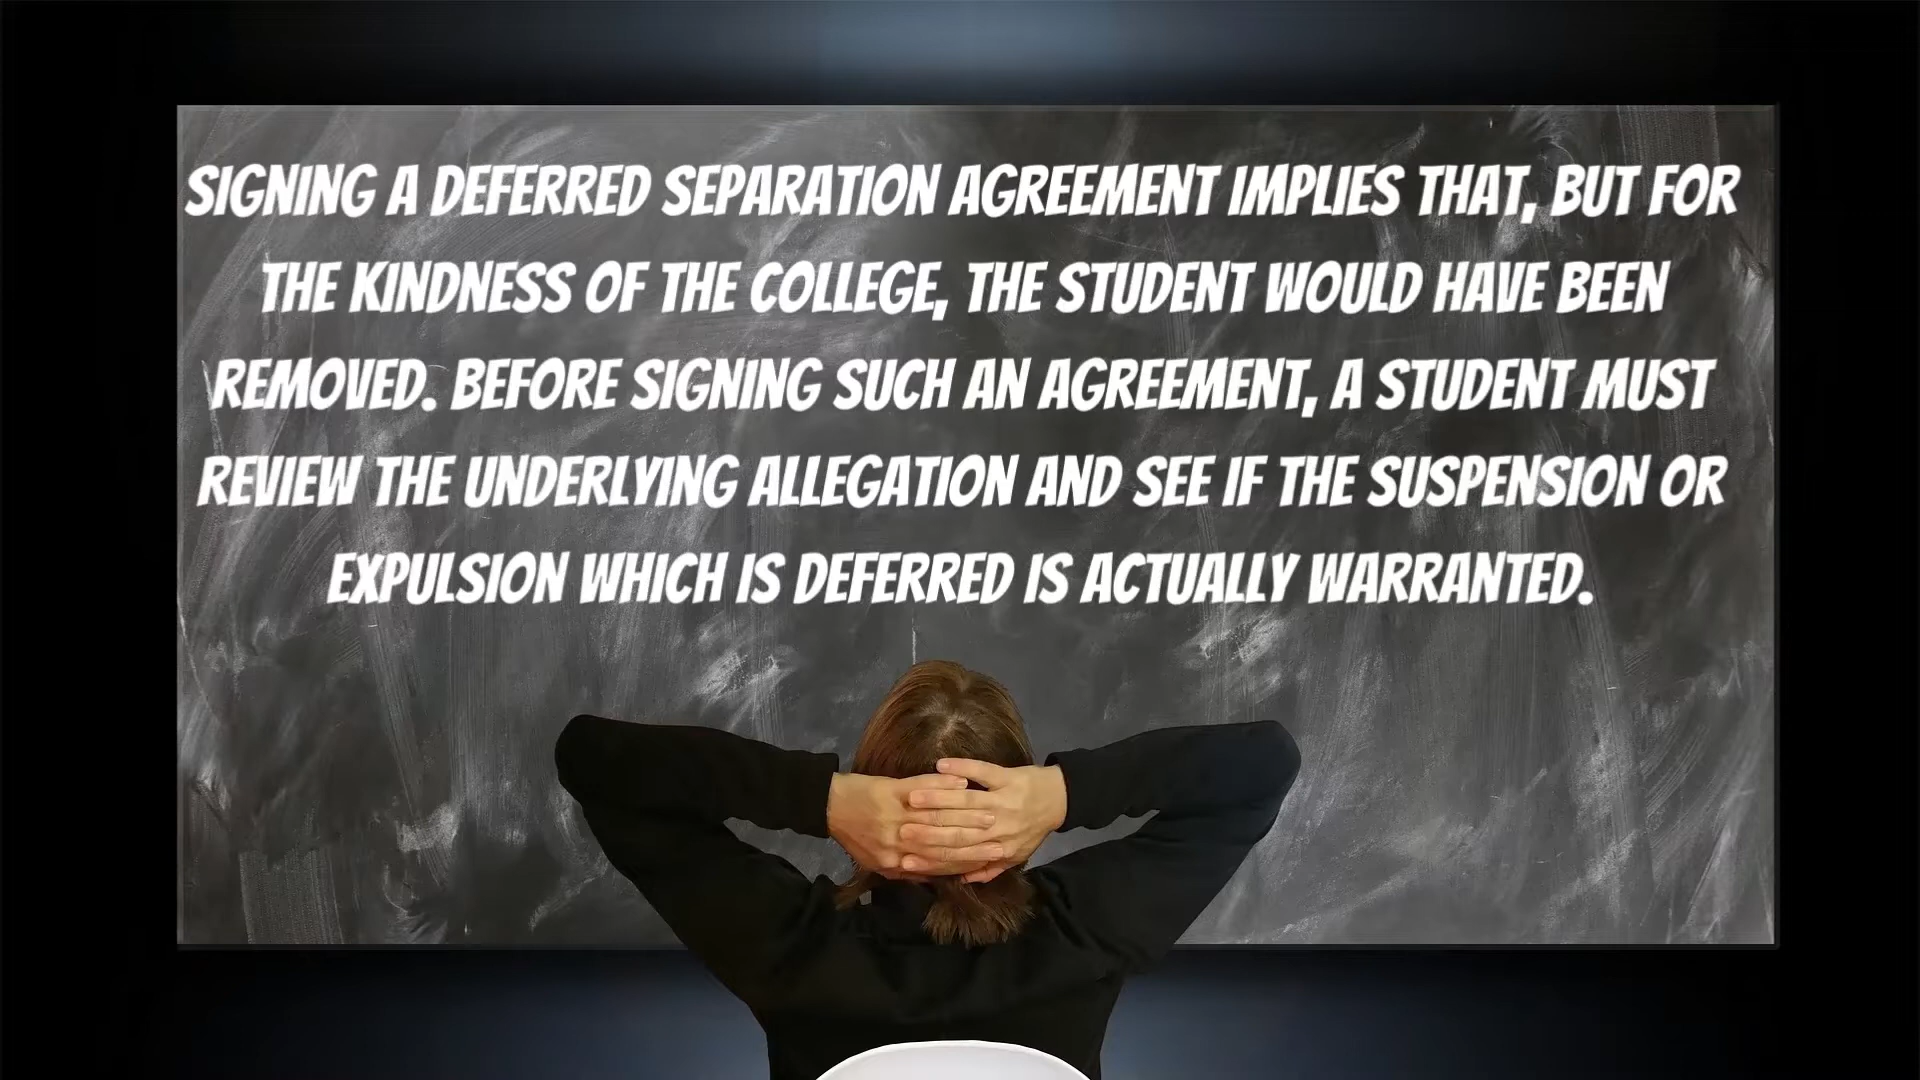 SIGNING A DEFERRED SEPARATION AGREEMENT IMPLIES THAT, BUT FOR
THE KINDNESS OF THE COLLEGE, THE STUDENT WOULD HAVE BEEN
REMOVED. BEFORE SIGNING SUCH AN AGREEMENT, A STUDENT MUST
REVIEW THE UNDERLYING ALLEGATION AND SEE IF THE SUSPENSION OR
EXPULSION WHICH IS DEFERRED IS ACTUALLY WARRANTED.